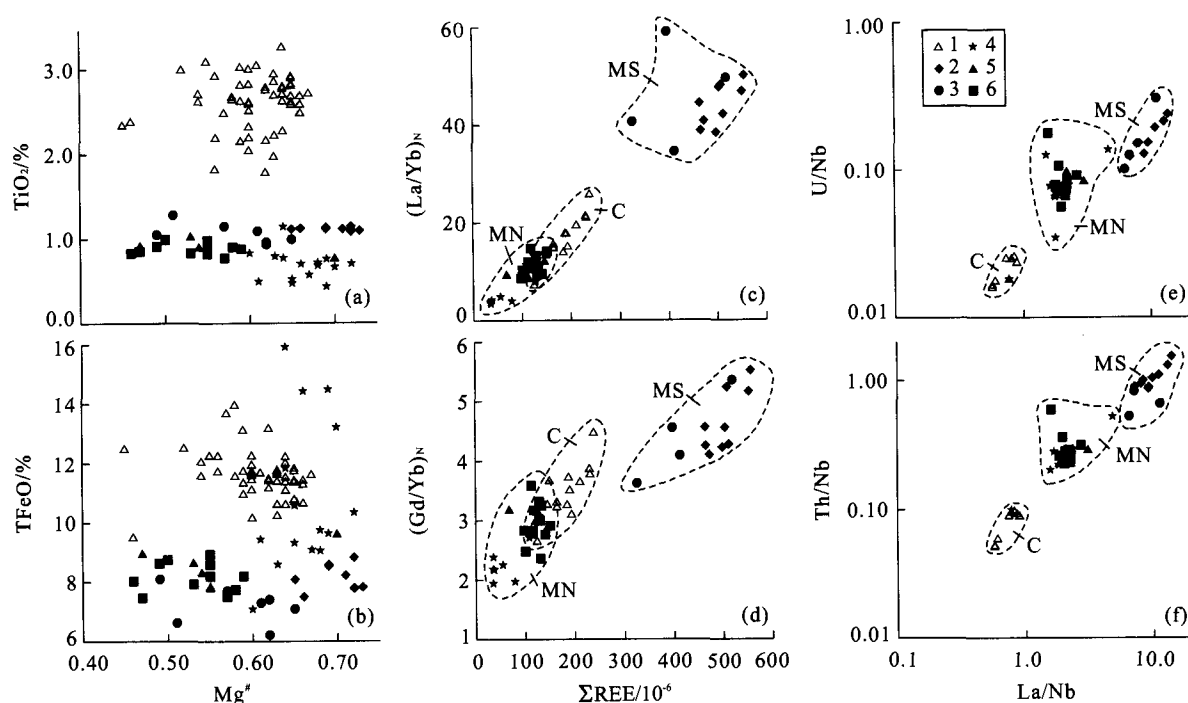 TiO₂/%
3.0
2.0
1.0
0.0
(a)
TFeO/%
16
14
12
10
8
6
(b)
0.40
0.50
0.60
0.70
Mg#
(La/Yb)N
60
40
20
0
MS
C
MN
(c)
(Gd/Yb)N
6
5
4
3
2
1
MS
C
MN
(d)
0
100
200
300
400
500
600
ΣREE/10⁻⁶
U/Nb
1.00
0.10
0.01
1
2
3
4
5
6
MS
MN
C
(e)
Th/Nb
1.00
0.10
0.01
MS
MN
C
(f)
0.1
1.0
10.0
La/Nb